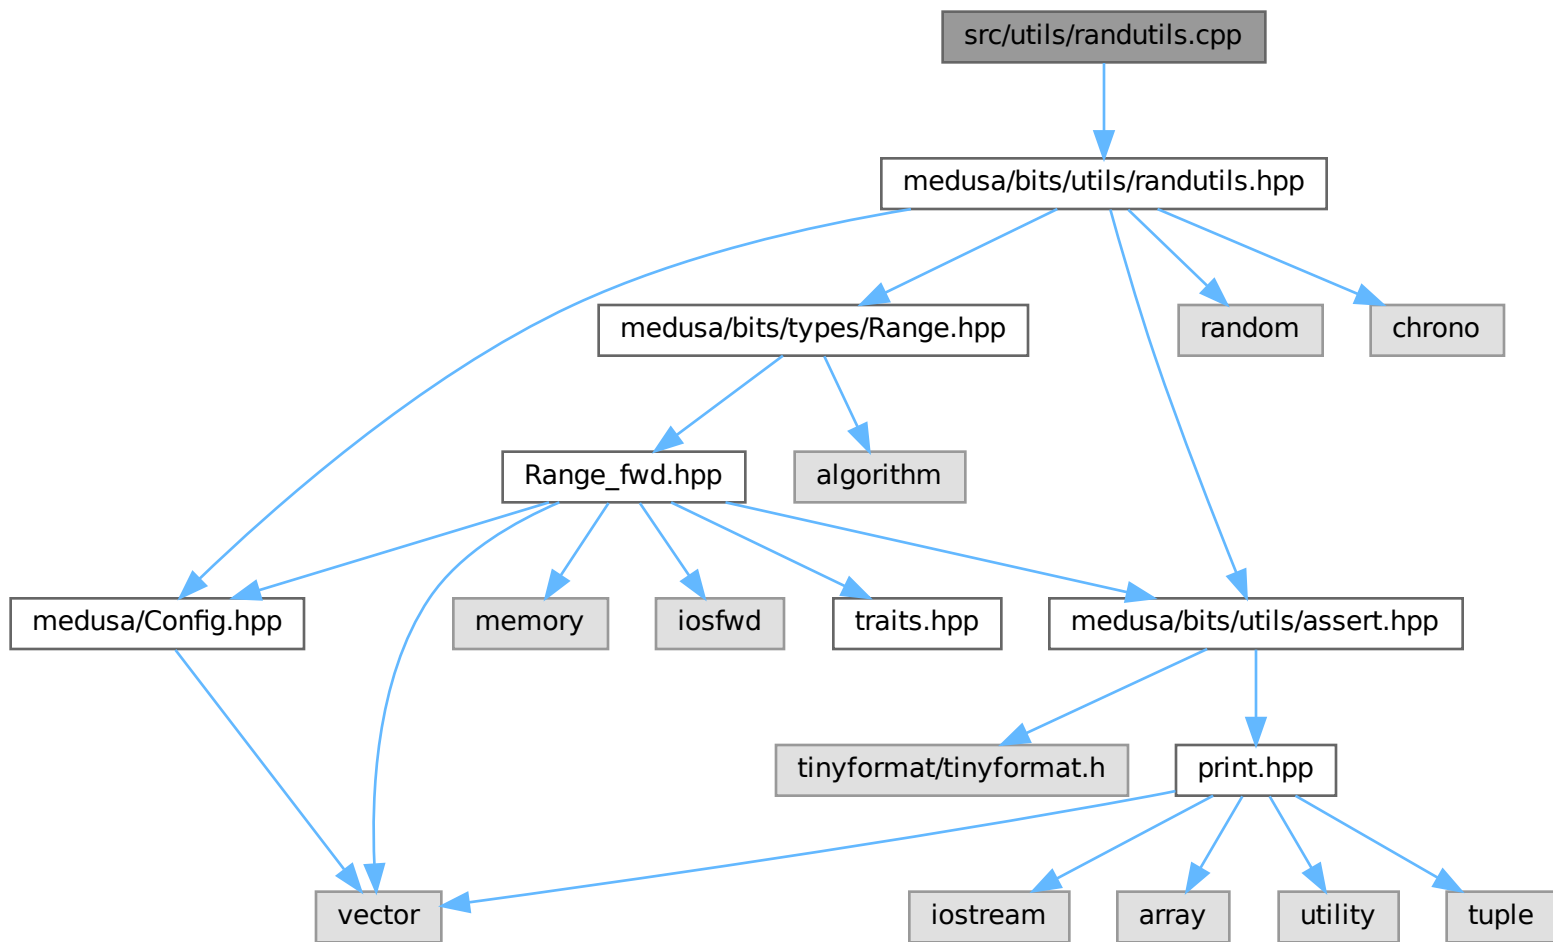 src/utils/randutils.cpp
medusa/bits/utils/randutils.hpp
medusa/bits/types/Range.hpp
random
chrono
Range_fwd.hpp
algorithm
medusa/Config.hpp
memory
iosfwd
traits.hpp
medusa/bits/utils/assert.hpp
tinyformat/tinyformat.h
print.hpp
vector
iostream
array
utility
tuple